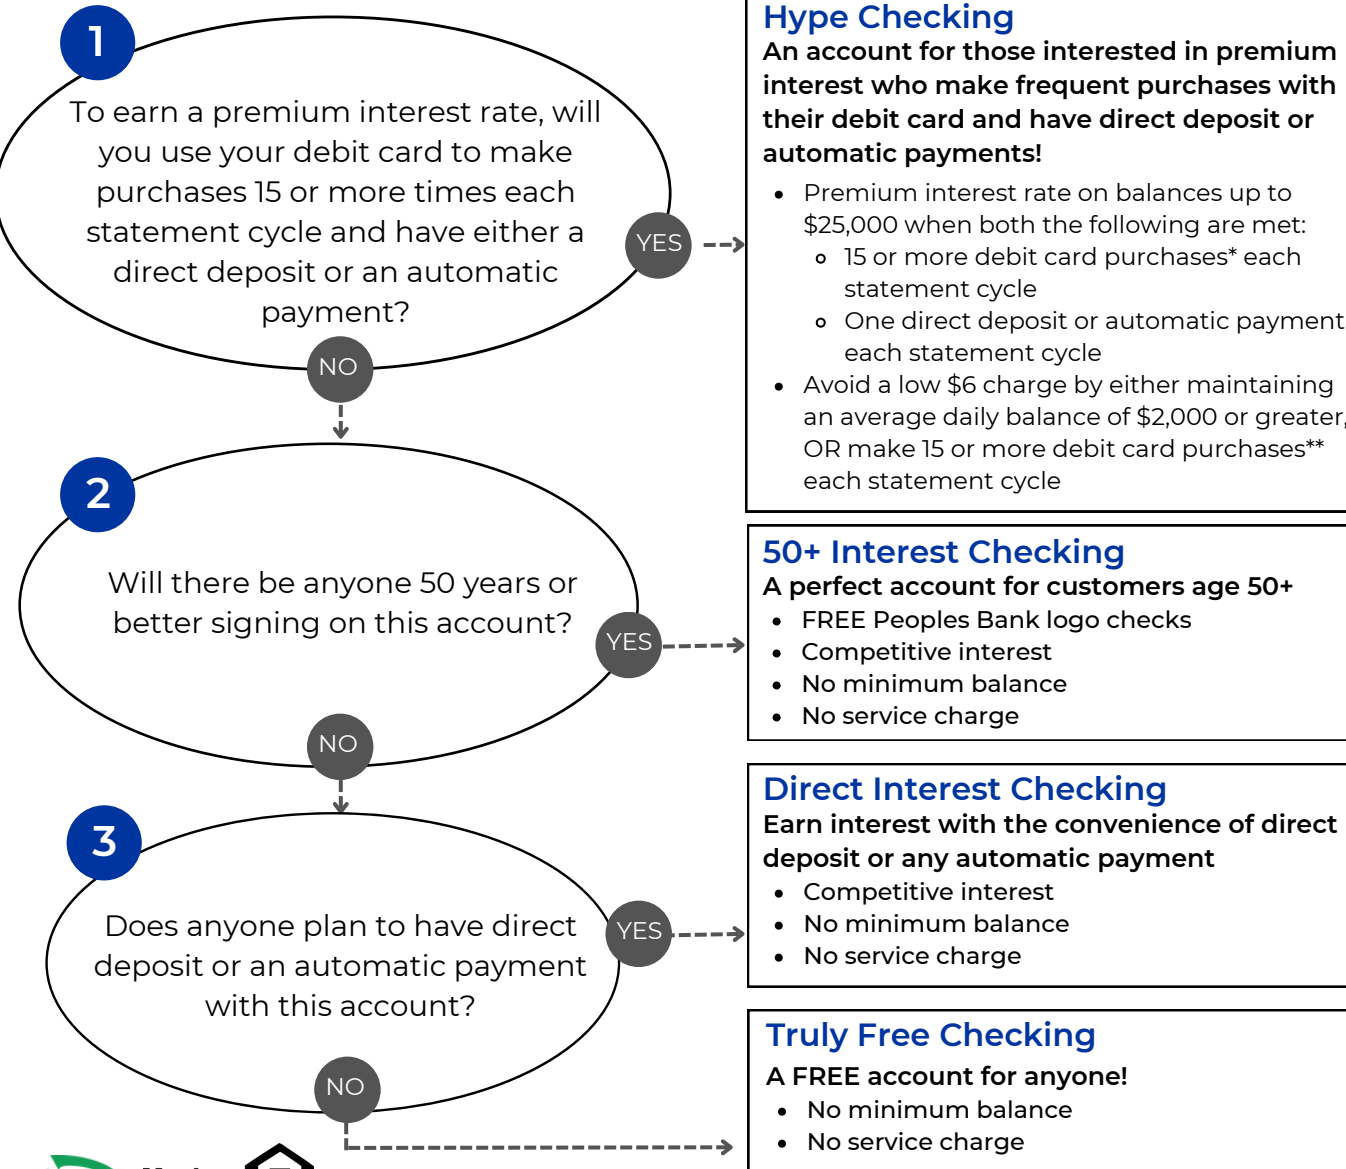 1
To earn a premium interest rate, will
you use your debit card to make
purchases 15 or more times each
statement cycle and have either a
direct deposit or an automatic
payment?
YES
NO
Hype Checking
An account for those interested in premium
interest who make frequent purchases with
their debit card and have direct deposit or
automatic payments!
• Premium interest rate on balances up to
$25,000 when both the following are met:
o 15 or more debit card purchases* each
statement cycle
o One direct deposit or automatic payment
each statement cycle
• Avoid a low $6 charge by either maintaining
an average daily balance of $2,000 or greater,
OR make 15 or more debit card purchases**
each statement cycle
2
Will there be anyone 50 years or
better signing on this account?
YES
NO
50+ Interest Checking
A perfect account for customers age 50+
• FREE Peoples Bank logo checks
• Competitive interest
• No minimum balance
• No service charge
3
Does anyone plan to have direct
deposit or an automatic payment
with this account?
YES
NO
Direct Interest Checking
Earn interest with the convenience of direct
deposit or any automatic payment
• Competitive interest
• No minimum balance
• No service charge
Truly Free Checking
A FREE account for anyone!
• No minimum balance
• No service charge